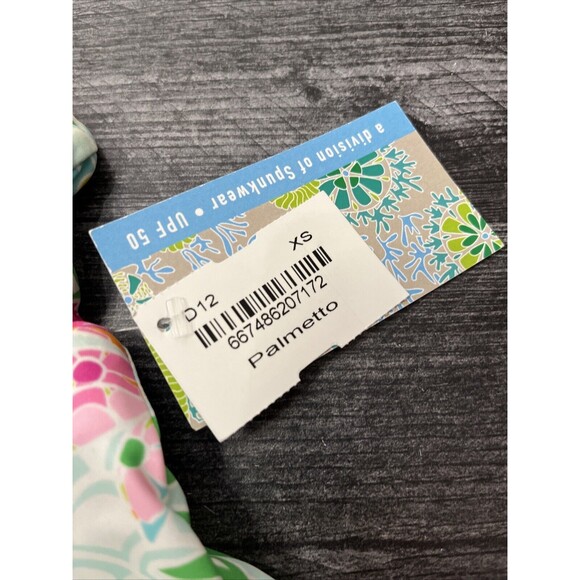 a division of Spunkwear • UPF 50
XS
D12
667486207172
Palmetto